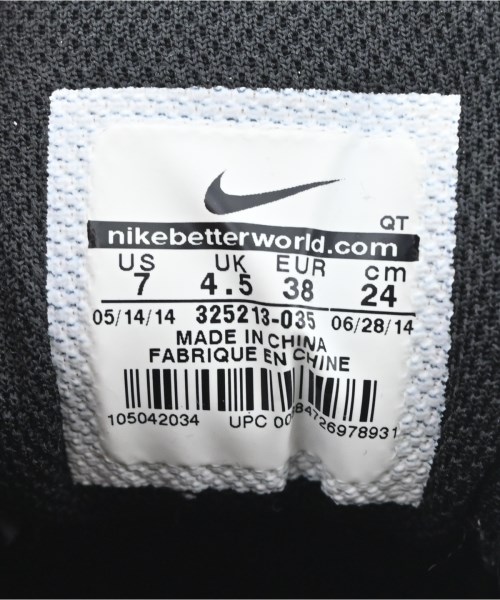 QT
nikebetterworld.com
US UK EUR cm
7 4.5 38 24
05/14/14 325213-035 06/28/14
MADE IN CHINA
FABRIQUE EN CHINE
105042034 UPC